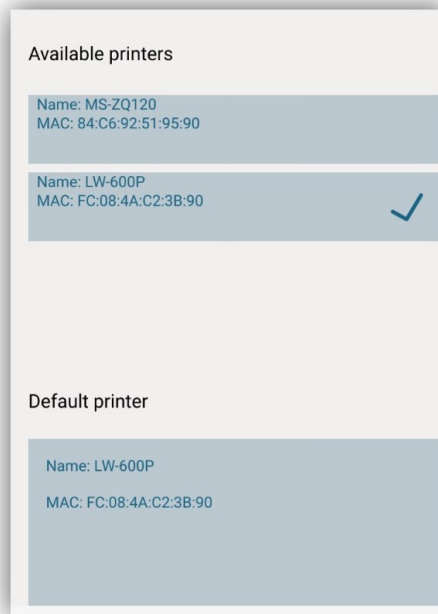 Available printers
Name: MS-ZQ120
MAC: 84:C6:92:51:95:90
Name: LW-600P
MAC: FC:08:4A:C2:3B:90
Default printer
Name: LW-600P
MAC: FC:08:4A:C2:3B:90